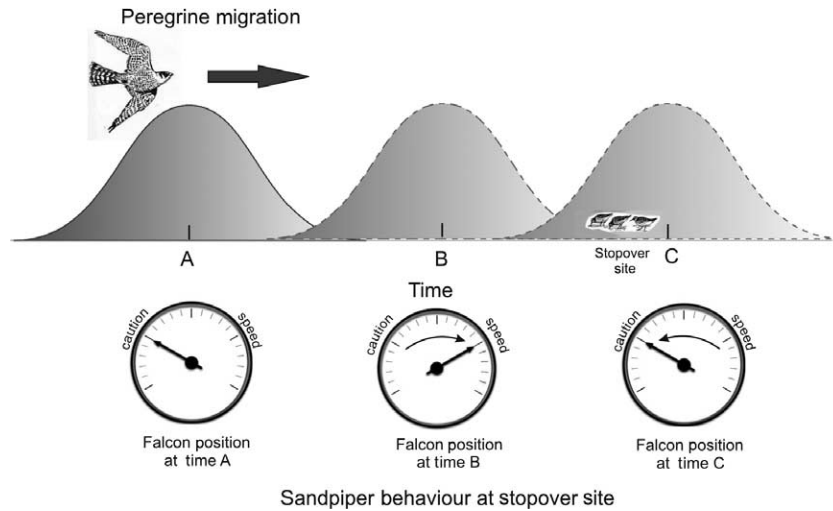 Peregrine migration
A
B
C
Stopover
site
Time
caution
speed
caution
speed
caution
speed
Falcon position
at time A
Falcon position
at time B
Falcon position
at time C
Sandpiper behaviour at stopover site